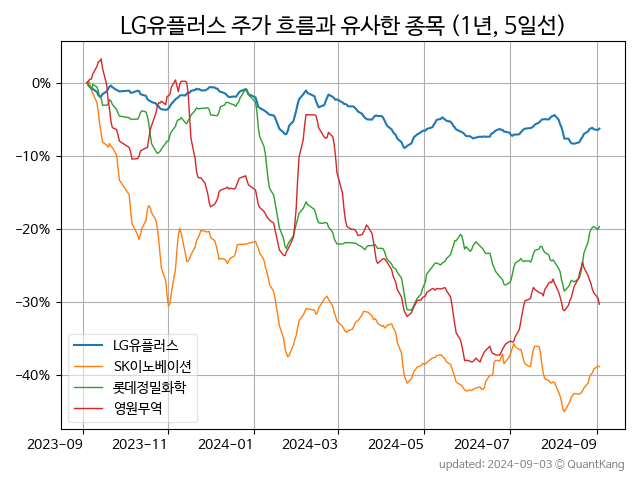 LG유플러스 주가 흐름과 유사한 종목 (1년, 5일선)
0%
−10%
−20%
−30%
−40%
LG유플러스
SK이노베이션
롯데정밀화학
영원무역
2023-09 2023-11 2024-01 2024-03 2024-05 2024-07 2024-09
updated: 2024-09-03 © QuantKang